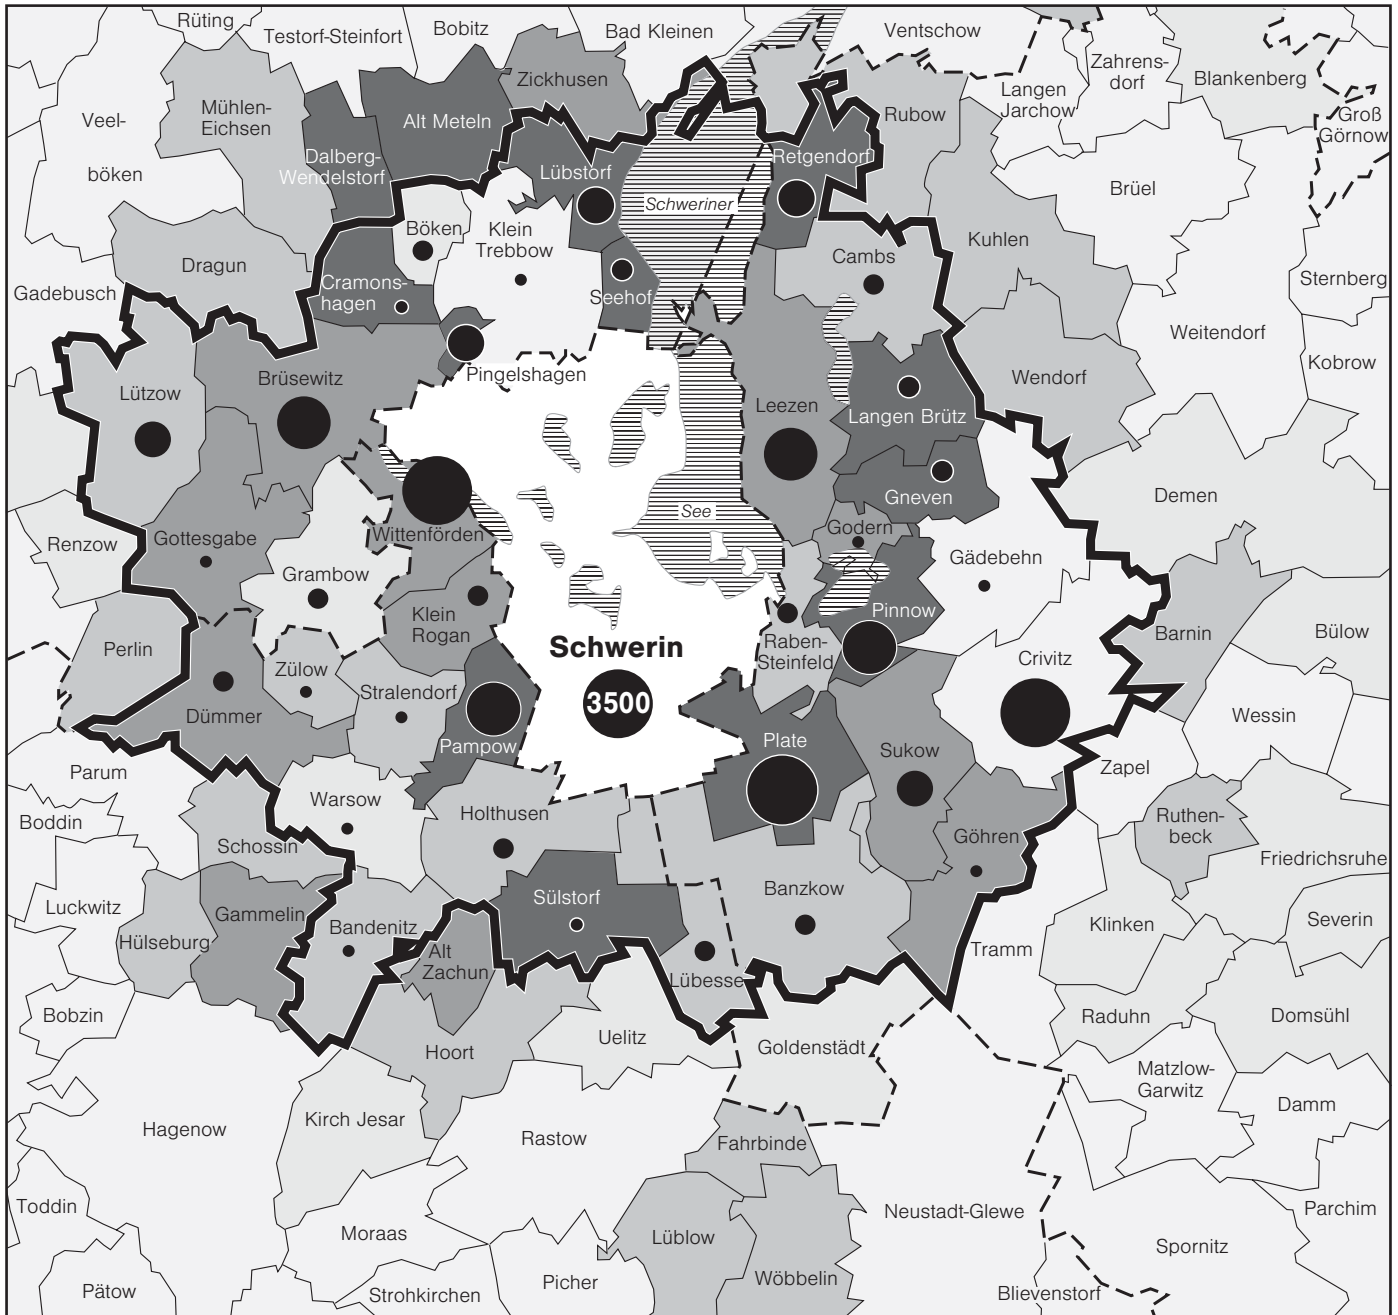 Rüting
Testorf-Steinfort
Bobitz
Bad Kleinen
Ventschow
Zahrens-
dorf
Langen
Jarchow
Blankenberg
Groß
Görnow
Veel-
böken
Mühlen-
Eichsen
Zickhusen
Alt Meteln
Dalberg-
Wendelstorf
Lübstorf
Retgendorf
Rubow
Brüel
Schweriner
Böken
Klein
Trebbow
Kuhlen
Dragun
Cambs
Gadebusch
Cramons-
hagen
Seehof
Sternberg
Weitendorf
Kobrow
Brüsewitz
Pingelshagen
Lützow
Wendorf
Leezen
Langen Brütz
Gneven
Demen
See
Renzow
Gottesgabe
Wittenförden
Godern
Gädebehn
Grambow
Klein
Rogan
Pinnow
Perlin
Raben-
Steinfeld
Barnin
Bülow
Schwerin
3500
Zülow
Stralendorf
Crivitz
Dümmer
Pampow
Plate
Sukow
Wessin
Parum
Zapel
Warsow
Holthusen
Boddin
Schossin
Göhren
Ruthen-
beck
Friedrichsruhe
Luckwitz
Hülseburg
Gammelin
Bandenitz
Sülstorf
Banzkow
Klinken
Severin
Alt
Zachun
Tramm
Lübesse
Bobzin
Raduhn
Domsühl
Hoort
Uelitz
Goldenstädt
Matzlow-
Garwitz
Damm
Hagenow
Kirch Jesar
Rastow
Fahrbinde
Toddin
Moraas
Neustadt-Glewe
Parchim
Lüblow
Spornitz
Pätow
Strohkirchen
Picher
Wöbbelin
Blievenstorf